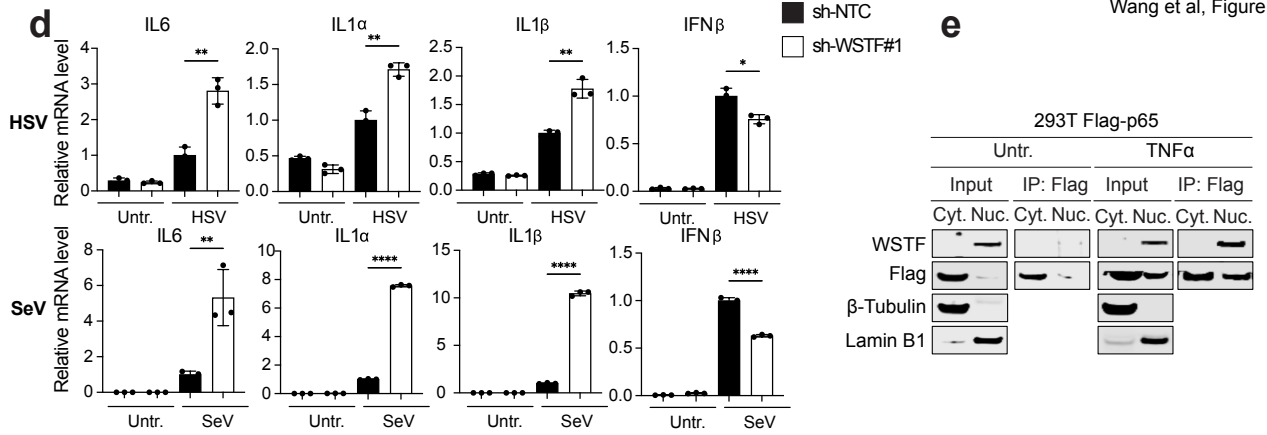 d
sh-NTC
sh-WSTF#1
Wang et al, Figure
e
HSV
Relative mRNA level
IL6
4
3
2
1
0
**
Untr. HSV
IL1α
2.0
1.5
1.0
0.5
0.0
**
Untr. HSV
IL1β
2.5
2.0
1.5
1.0
0.5
0.0
**
Untr. HSV
IFNβ
1.5
1.0
0.5
0.0
*
Untr. HSV
SeV
Relative mRNA level
IL6
8
6
4
2
0
**
Untr. SeV
IL1α
10
8
6
4
2
0
****
Untr. SeV
IL1β
15
10
5
0
****
Untr. SeV
IFNβ
1.5
1.0
0.5
0.0
****
Untr. SeV
293T Flag-p65
Untr. TNFα
Input IP: Flag Input IP: Flag
Cyt. Nuc. Cyt. Nuc. Cyt. Nuc. Cyt. Nuc.
WSTF
Flag
β-Tubulin
Lamin B1